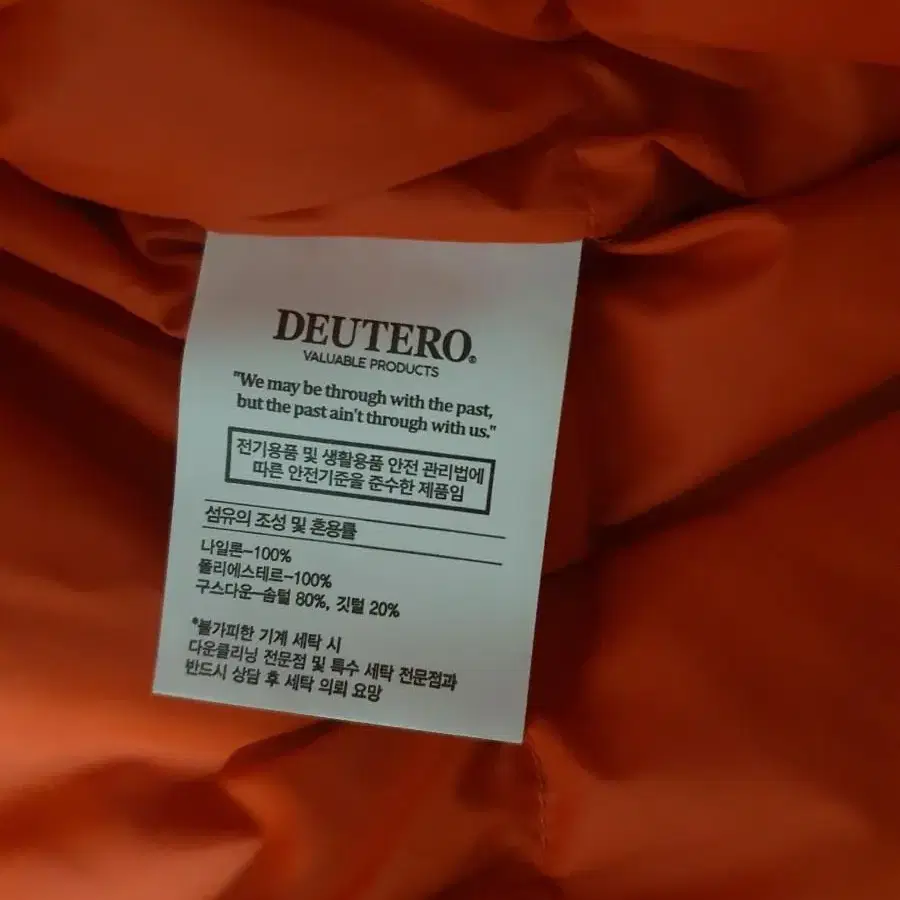 DEUTERO®
VALUABLE PRODUCTS
"We may be through with the past,
but the past ain't through with us."
전기용품 및 생활용품 안전 관리법에
따른 안전기준을 준수한 제품임
섬유의 조성 및 혼용률
나일론-100%
폴리에스테르-100%
구스다운-솜털 80%, 깃털 20%
*불가피한 기계 세탁 시
다운클리닝 전문점 및 특수 세탁 전문점과
반드시 상담 후 세탁 의뢰 요망